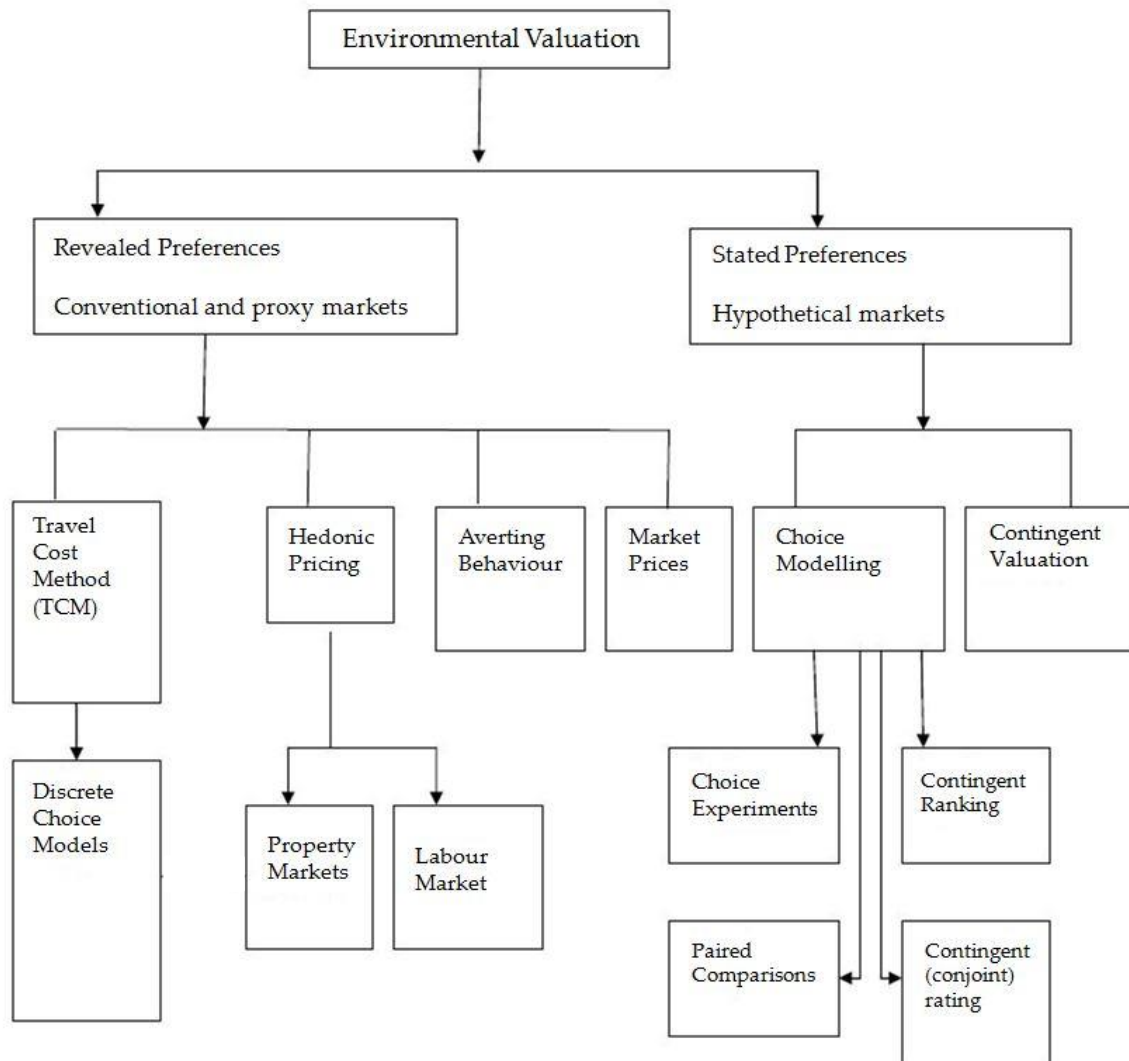 Environmental Valuation
Revealed Preferences
Conventional and proxy markets
Stated Preferences
Hypothetical markets
Travel
Cost
Method
(TCM)
Hedonic
Pricing
Averting
Behaviour
Market
Prices
Choice
Modelling
Contingent
Valuation
Discrete
Choice
Models
Property
Markets
Labour
Market
Choice
Experiments
Contingent
Ranking
Paired
Comparisons
Contingent
(conjoint)
rating